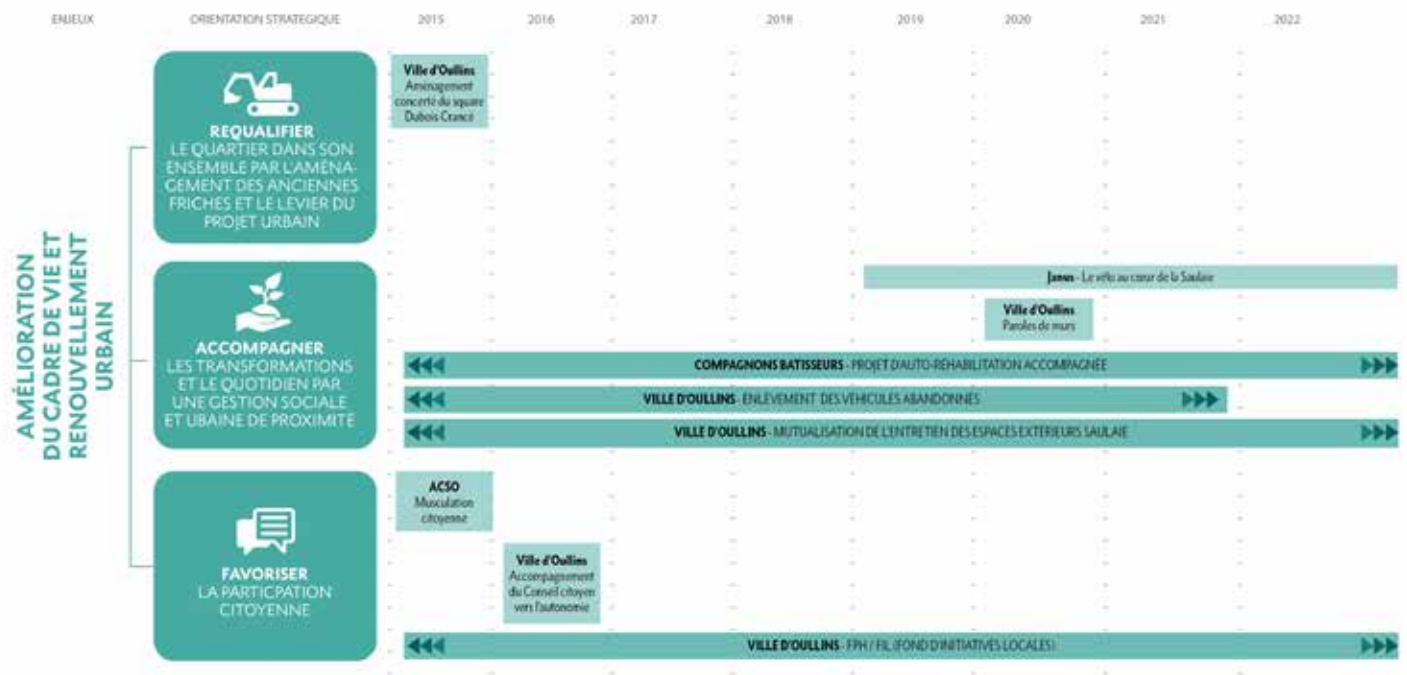 ENJEUX
ORIENTATION STRATEGIQUE
2015
2016
2017
2018
2019
2020
2021
2022
AMÉLIORATION
DU CADRE DE VIE ET
RENOUVELLEMENT
URBAIN
REQUALIFIER
LE QUARTIER DANS SON
ENSEMBLE PAR L'AMÉNA-
GEMENT DES ANCIENNES
FRICHES ET LE LEVIER DU
PROJET URBAIN
Ville d'Oullins
Aménagement
concerté du square
Dubois Crancé
ACCOMPAGNER
LES TRANSFORMATIONS
ET LE QUOTIDIEN PAR
UNE GESTION SOCIALE
ET UBAINE DE PROXIMITÉ
Janus - Le vélo au cœur de la Saulaie
Ville d'Oullins
Paroles de murs
COMPAGNONS BATISSEURS - PROJET D'AUTO-RÉHABILITATION ACCOMPAGNÉE
VILLE D'OULLINS - ENLÈVEMENT DES VÉHICULES ABANDONNÉS
VILLE D'OULLINS - MUTUALISATION DE L'ENTRETIEN DES ESPACES EXTÉRIEURS SAULAIE
FAVORISER
LA PARTICPATION
CITOYENNE
ACSO
Musculation
citoyenne
Ville d'Oullins
Accompagnement
du Conseil citoyen
vers l'autonomie
VILLE D'OULLINS - FPH / FIL (FOND D'INITIATIVES LOCALES)